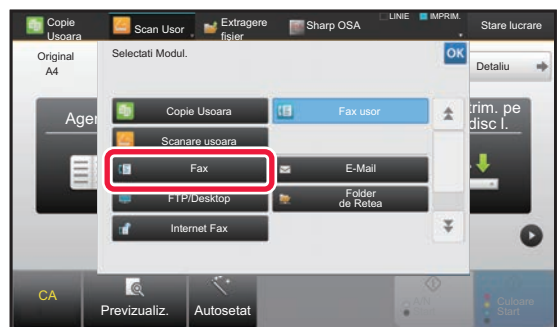 Copie
Usoara
Scan Usor
Extragere
fisier
Sharp OSA
LINIE
IMPRIM.
Stare lucrare
Original
A4
Selectati Modul.
OK
Detaliu
Agen
trim. pe
disc l.
Copie Usoara
Fax usor
Scanare usoara
Fax
E-Mail
FTP/Desktop
Folder
de Retea
Internet Fax
CA
Previzualiz.
Autosetat
Culoare
Start